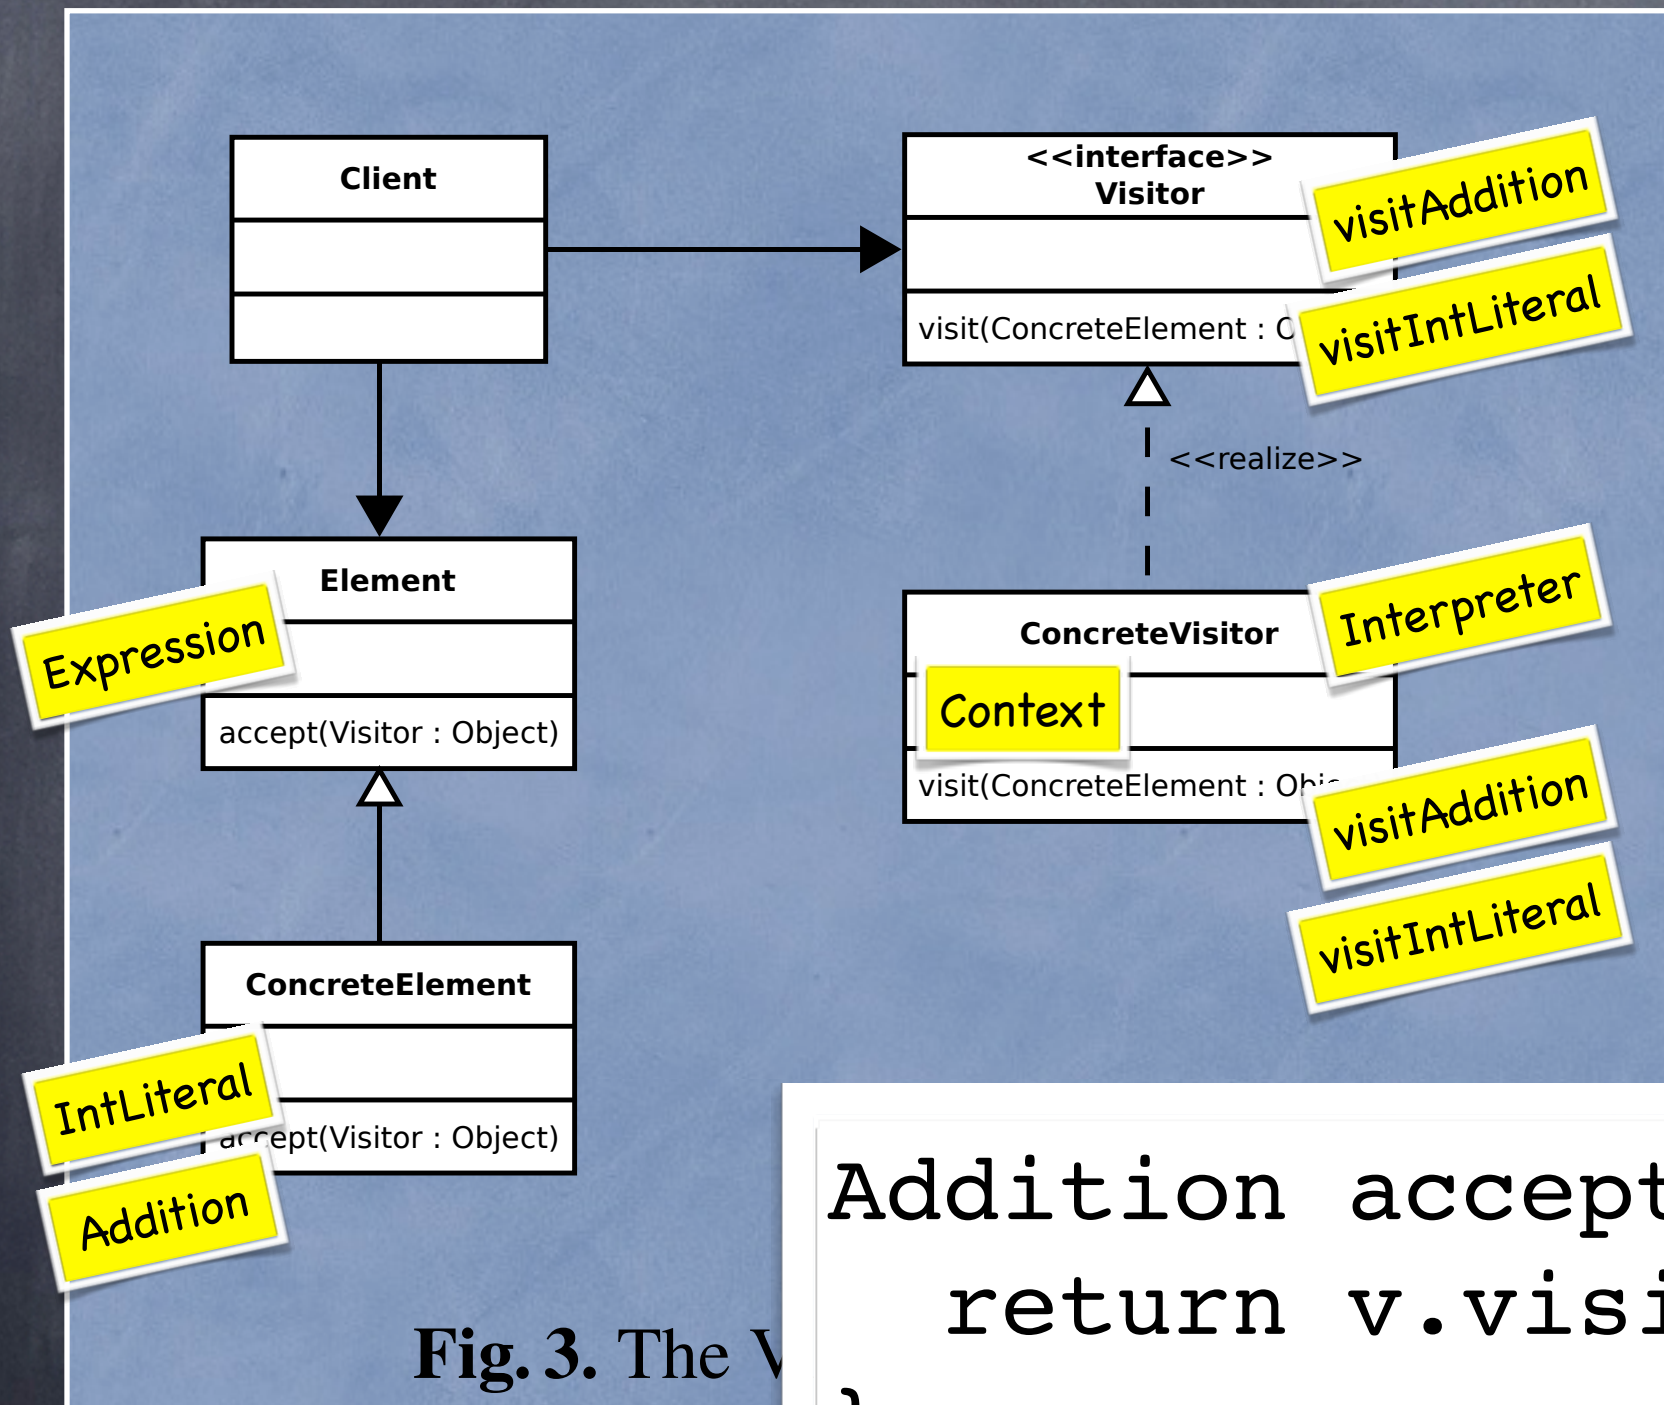 Client
<<interface>>
Visitor
visitAddition
visit(ConcreteElement : O
visitIntLiteral
<<realize>>
Element
Expression
accept(Visitor : Object)
ConcreteVisitor
Interpreter
Context
visit(ConcreteElement : Obje
visitAddition
visitIntLiteral
ConcreteElement
IntLiteral
accept(Visitor : Object)
Addition
Addition accept
return v.visi
}
Fig. 3. The V